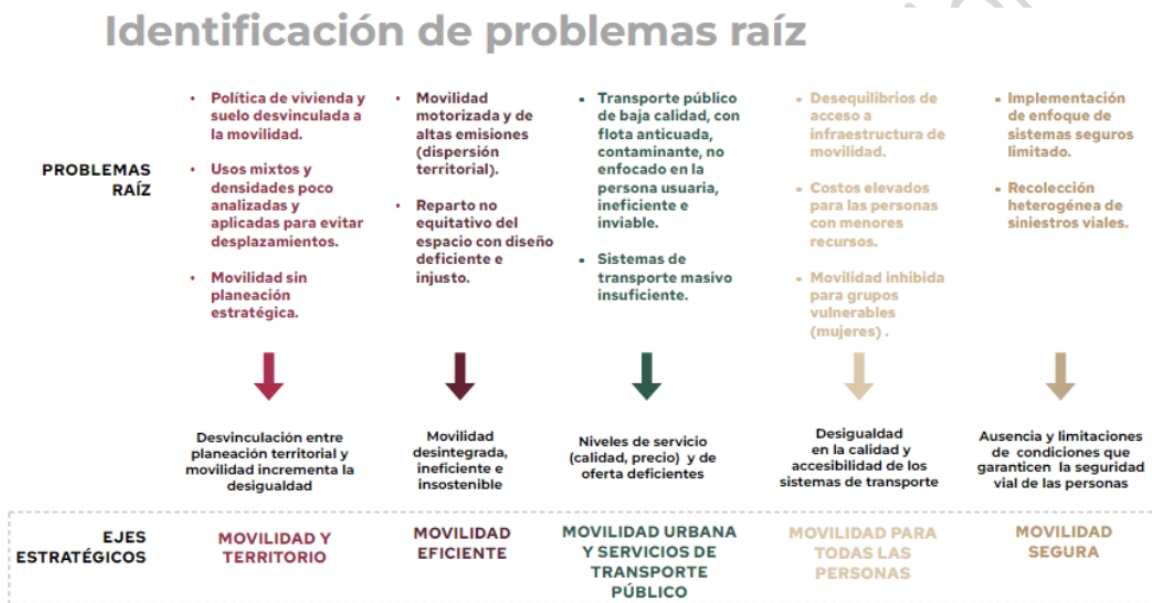 Identificación de problemas raíz
PROBLEMAS
RAÍZ
• Política de vivienda y
suelo desvinculada a
la movilidad.
• Usos mixtos y
densidades poco
analizadas y
aplicadas para evitar
desplazamientos.
• Movilidad sin
planeación
estratégica.
• Movilidad
motorizada y de
altas emisiones
(dispersión
territorial).
• Reparto no
equitativo del
espacio con diseño
deficiente e
injusto.
• Transporte público
de baja calidad, con
flota anticuada,
contaminante, no
enfocado en la
persona usuaria,
ineficiente e
inviable.
• Sistemas de
transporte masivo
insuficiente.
• Desequilibrios de
acceso a
infraestructura de
movilidad.
• Costos elevados
para las personas
con menores
recursos.
• Movilidad inhibida
para grupos
vulnerables
(mujeres) .
• Implementación
de enfoque de
sistemas seguros
limitado.
• Recolección
heterogénea de
siniestros viales.
Desvinculación entre
planeación territorial y
movilidad incrementa la
desigualdad
Movilidad
desintegrada,
ineficiente e
insostenible
Niveles de servicio
(calidad, precio) y de
oferta deficientes
Desigualdad
en la calidad y
accesibilidad de los
sistemas de transporte
Ausencia y limitaciones
de condiciones que
garanticen la seguridad
vial de las personas
EJES
ESTRATÉGICOS
MOVILIDAD Y
TERRITORIO
MOVILIDAD
EFICIENTE
MOVILIDAD URBANA
Y SERVICIOS DE
TRANSPORTE
PÚBLICO
MOVILIDAD PARA
TODAS LAS
PERSONAS
MOVILIDAD
SEGURA